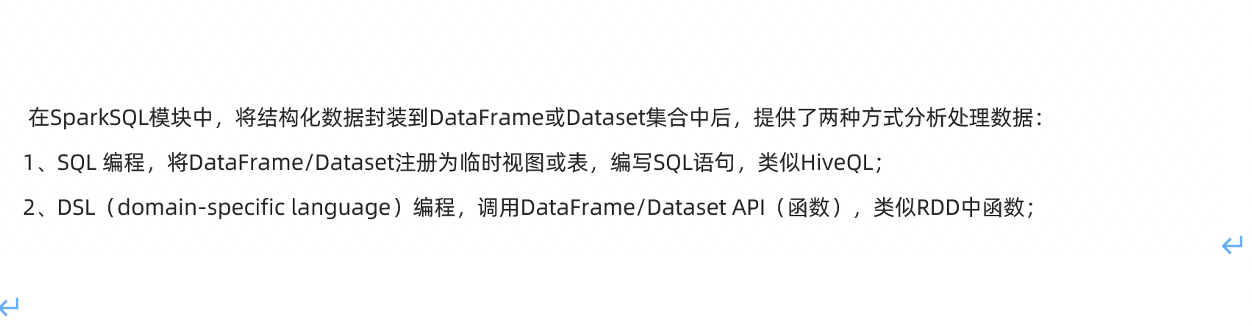 在SparkSQL模块中，将结构化数据封装到DataFrame或Dataset集合中后，提供了两种方式分析处理数据：
1、SQL 编程，将DataFrame/Dataset注册为临时视图或表，编写SQL语句，类似HiveQL；
2、DSL（domain-specific language）编程，调用DataFrame/Dataset API（函数），类似RDD中函数；